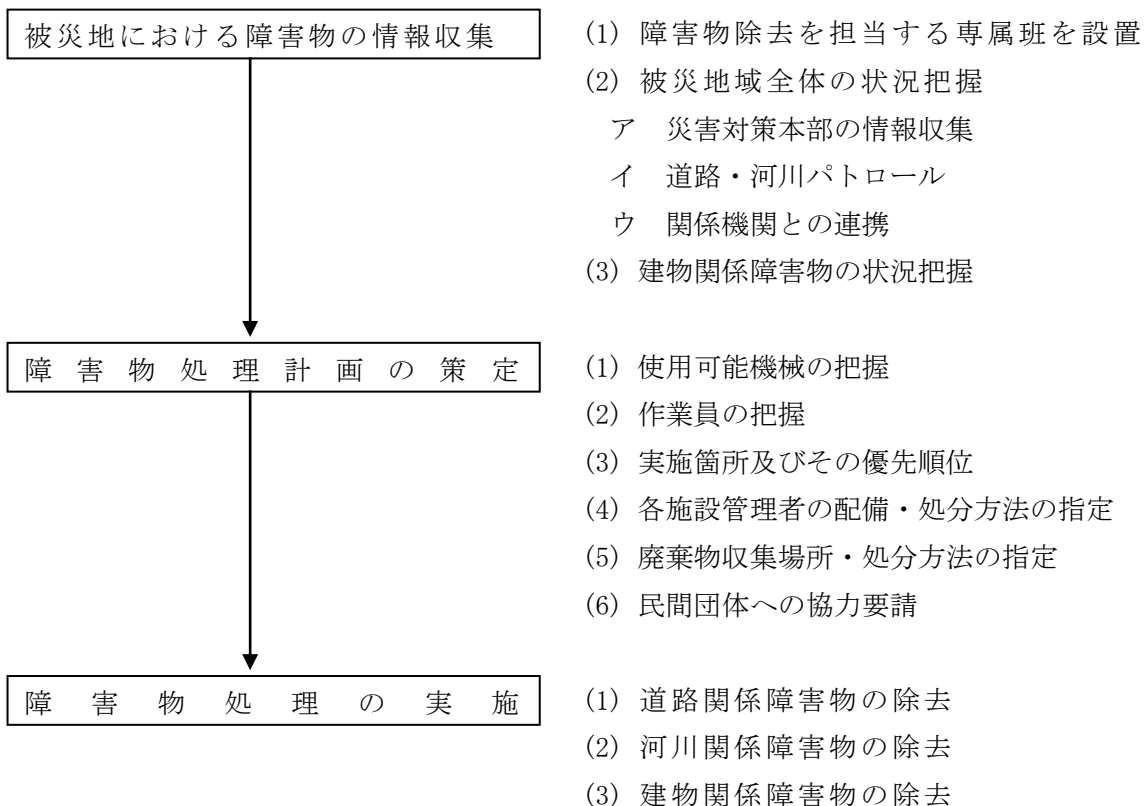 被災地における障害物の情報収集
(1) 障害物除去を担当する専属班を設置
(2) 被災地域全体の状況把握
ア 災害対策本部の情報収集
イ 道路・河川パトロール
ウ 関係機関との連携
(3) 建物関係障害物の状況把握
障害物処理計画の策定
(1) 使用可能機械の把握
(2) 作業員の把握
(3) 実施箇所及びその優先順位
(4) 各施設管理者の配備・処分方法の指定
(5) 廃棄物収集場所・処分方法の指定
(6) 民間団体への協力要請
障害物処理の実施
(1) 道路関係障害物の除去
(2) 河川関係障害物の除去
(3) 建物関係障害物の除去